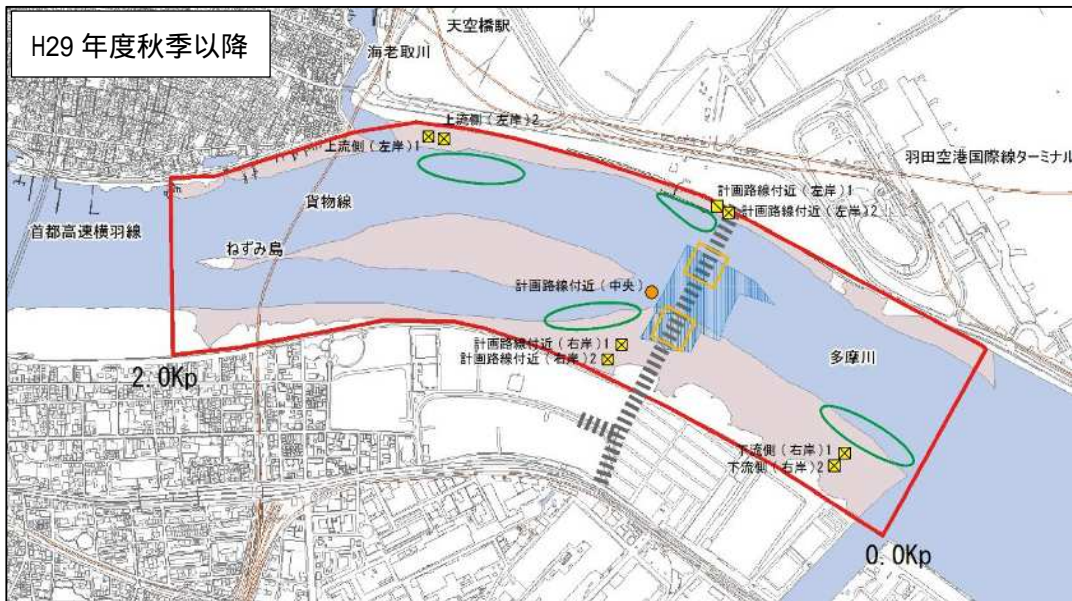 H29 年度秋季以降
天空橋駅
海老取川
上流側(左岸)2
上流側(左岸)1
羽田空港国際線ターミナル
計画路線付近(左岸)1
計画路線付近(左岸)2
貨物線
首都高速横羽線
ねずみ島
計画路線付近(中央)
計画路線付近(右岸)1
計画路線付近(右岸)2
多摩川
2.0Kp
下流側(右岸)1
下流側(右岸)2
0.0Kp